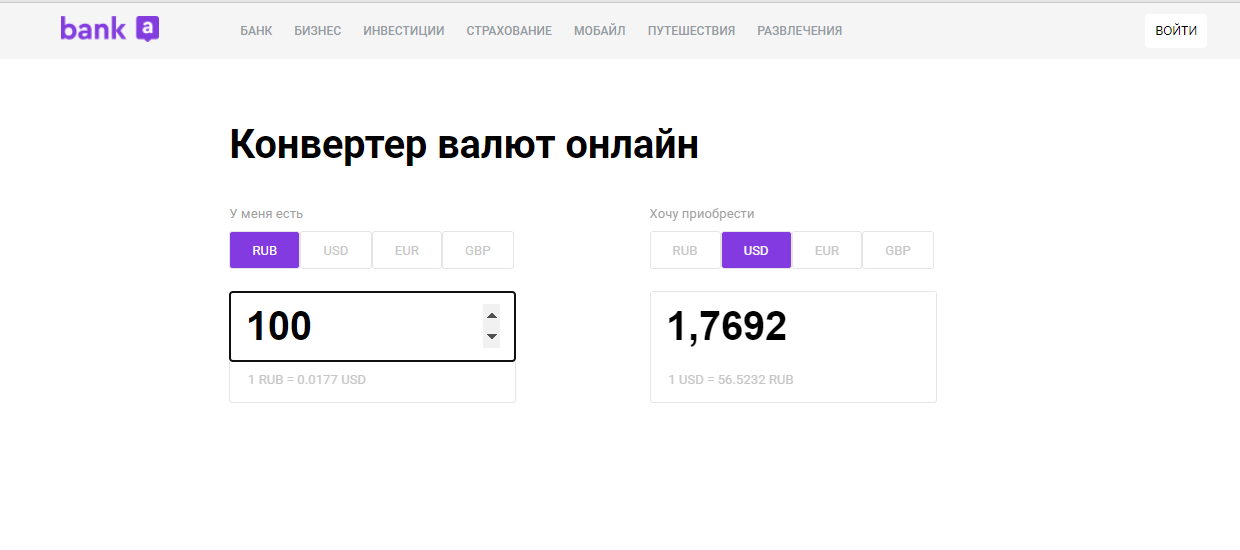 bank a
БАНК БИЗНЕС ИНВЕСТИЦИИ СТРАХОВАНИЕ МОБАЙЛ ПУТЕШЕСТВИЯ РАЗВЛЕЧЕНИЯ ВОЙТИ
Конвертер валют онлайн
У меня есть
RUB USD EUR GBP
100
1 RUB = 0.0177 USD
Хочу приобрести
RUB USD EUR GBP
1,7692
1 USD = 56.5232 RUB